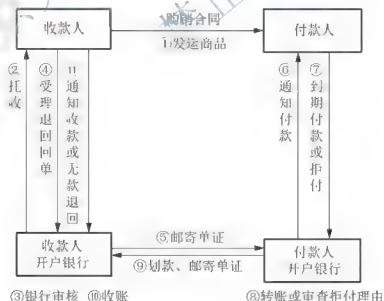 收款人
购销合同
①发运商品
付款人
②托收
④受理退回回单
⑪通知收款或无款退回
⑥通知付款
⑦到期付款或拒付
收款人
开户银行
⑤邮寄单证
⑨划款、邮寄单证
付款人
开户银行
③银行审核 ⑩收账
⑧转账或审查拒付理由